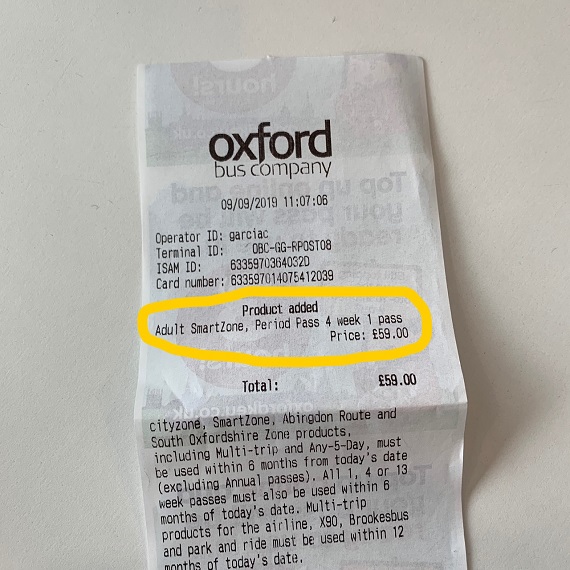 oxford
bus company
09/09/2019 11:07:06
Operator ID: garciac
Terminal ID: OBC-GG-RPOST08
ISAM ID: 6335970364032D
Card number: 633597014075412039
Product added
Adult SmartZone, Period Pass 4 week 1 pass
Price: £59.00
Total: £59.00
cityzone, SmartZone, Abingdon Route and
South Oxfordshire Zone products,
including Multi-trip and Any-5-Day, must
be used within 6 months from today's date
(excluding Annual passes). All 1, 4 or 13
week passes must also be used within 6
months of today's date. Multi-trip
products for the airline, X90, Brookesbus
and park and ride must be used within 12
months of today's date.